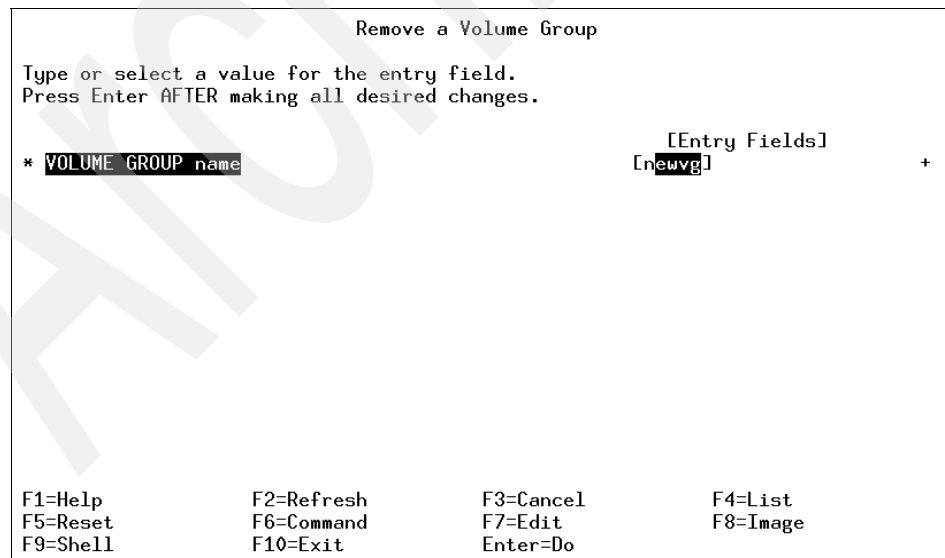 Remove a Volume Group
Type or select a value for the entry field.
Press Enter AFTER making all desired changes.
[Entry Fields]
* VOLUME GROUP name [newvg] +
F1=Help F2=Refresh F3=Cancel F4=List
F5=Reset F6=Command F7=Edit F8=Image
F9=Shell F10=Exit Enter=Do